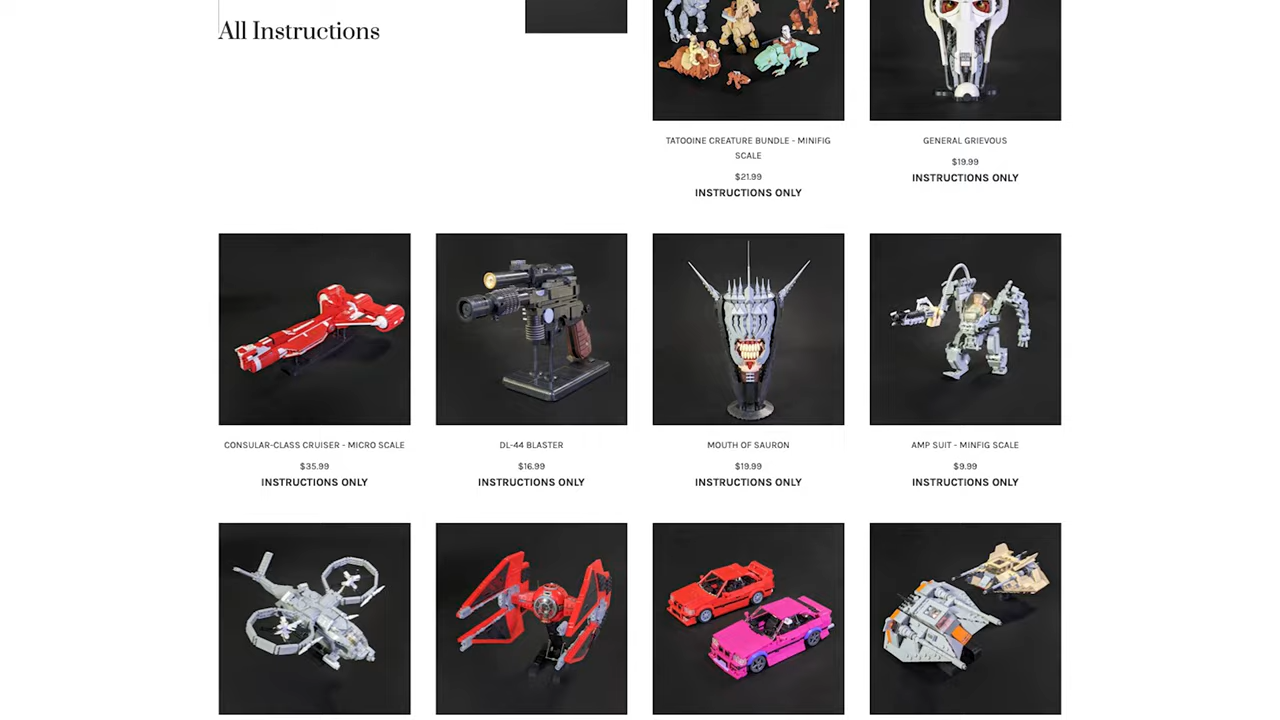 All Instructions
TATOOINE CREATURE BUNDLE - MINIFIG
SCALE
$21.99
INSTRUCTIONS ONLY
GENERAL GRIEVOUS
$19.99
INSTRUCTIONS ONLY
CONSULAR-CLASS CRUISER - MICRO SCALE
$35.99
INSTRUCTIONS ONLY
DL-44 BLASTER
$16.99
INSTRUCTIONS ONLY
MOUTH OF SAURON
$19.99
INSTRUCTIONS ONLY
AMP SUIT - MINFIG SCALE
$9.99
INSTRUCTIONS ONLY